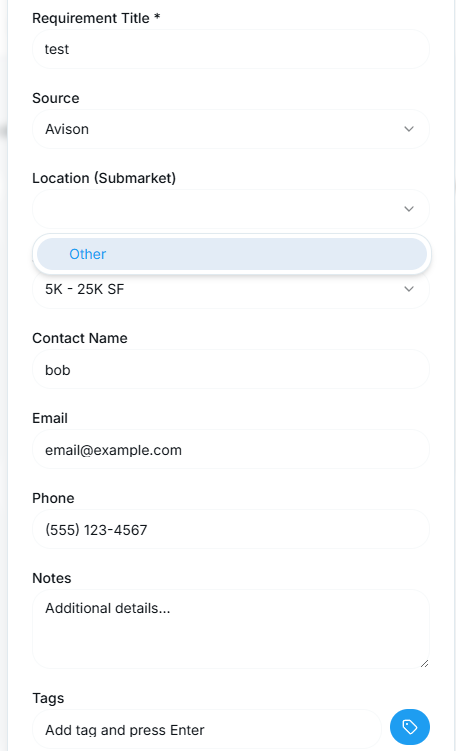 Requirement Title *
test
Source
Avison
Location (Submarket)
Other
5K - 25K SF
Contact Name
bob
Email
email@example.com
Phone
(555) 123-4567
Notes
Additional details...
Tags
Add tag and press Enter